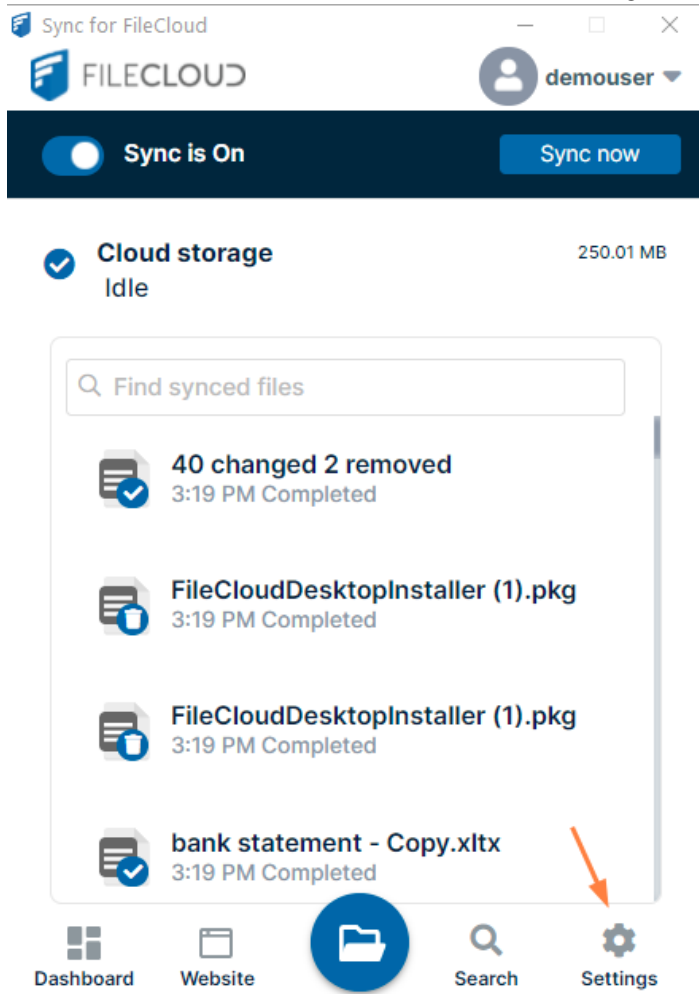 Sync for FileCloud
FILECLOUD
demouser
Sync is On
Sync now
Cloud storage
250.01 MB
Idle
Find synced files
40 changed 2 removed
3:19 PM Completed
FileCloudDesktopInstaller (1).pkg
3:19 PM Completed
FileCloudDesktopInstaller (1).pkg
3:19 PM Completed
bank statement - Copy.xltx
3:19 PM Completed
Dashboard
Website
Search
Settings